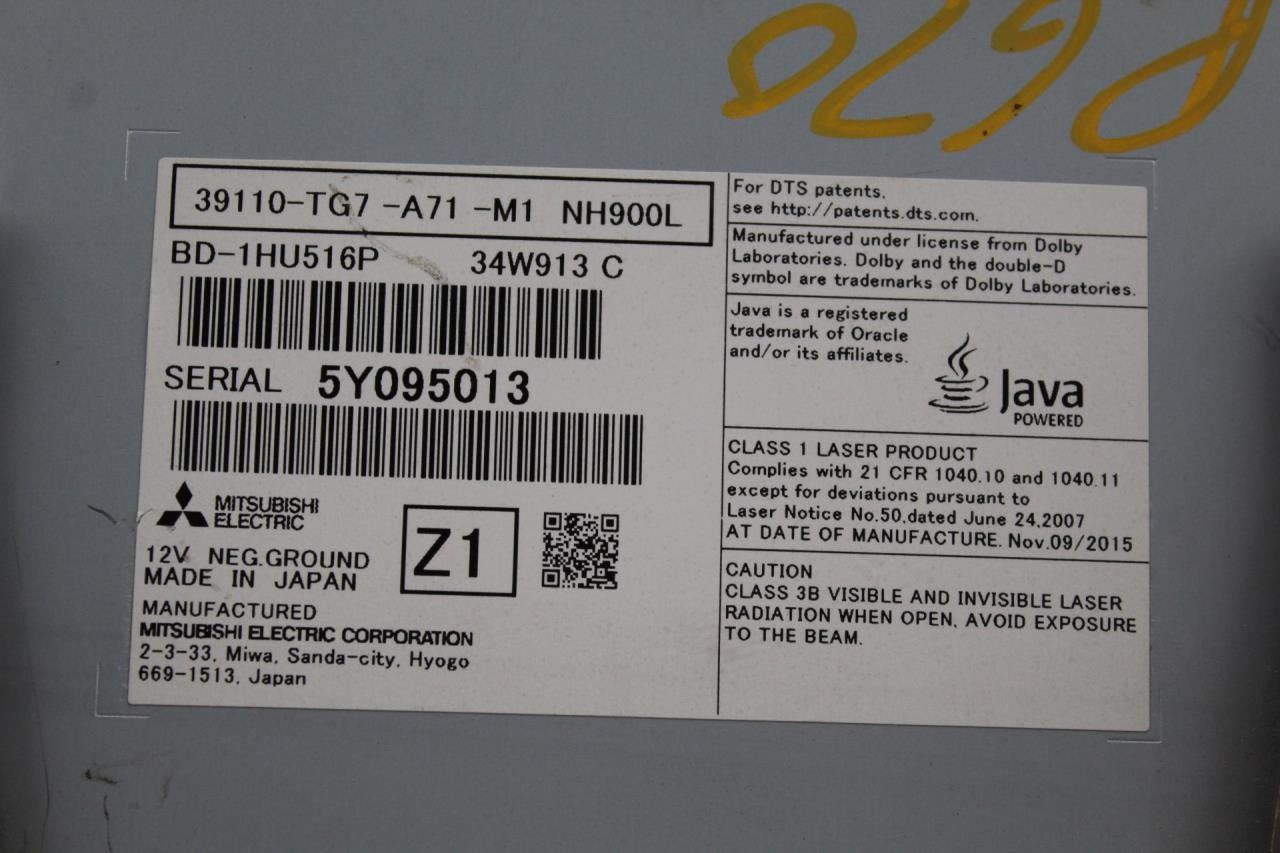 39110-TG7 -A71 -M1 NH900L
BD-1HU516P 34W913 C
SERIAL 5Y095013
MITSUBISHI
ELECTRIC
Z1
12V NEG.GROUND
MADE IN JAPAN
MANUFACTURED
MITSUBISHI ELECTRIC CORPORATION
2-3-33, Miwa, Sanda-city, Hyogo
669-1513, Japan
For DTS patents,
see http://patents.dts.com.
Manufactured under license from Dolby
Laboratories. Dolby and the double-D
symbol are trademarks of Dolby Laboratories.
Java is a registered
trademark of Oracle
and/or its affiliates.
Java
POWERED
CLASS 1 LASER PRODUCT
Complies with 21 CFR 1040.10 and 1040.11
except for deviations pursuant to
Laser Notice No.50,dated June 24,2007
AT DATE OF MANUFACTURE. Nov.09/2015
CAUTION
CLASS 3B VISIBLE AND INVISIBLE LASER
RADIATION WHEN OPEN, AVOID EXPOSURE
TO THE BEAM.